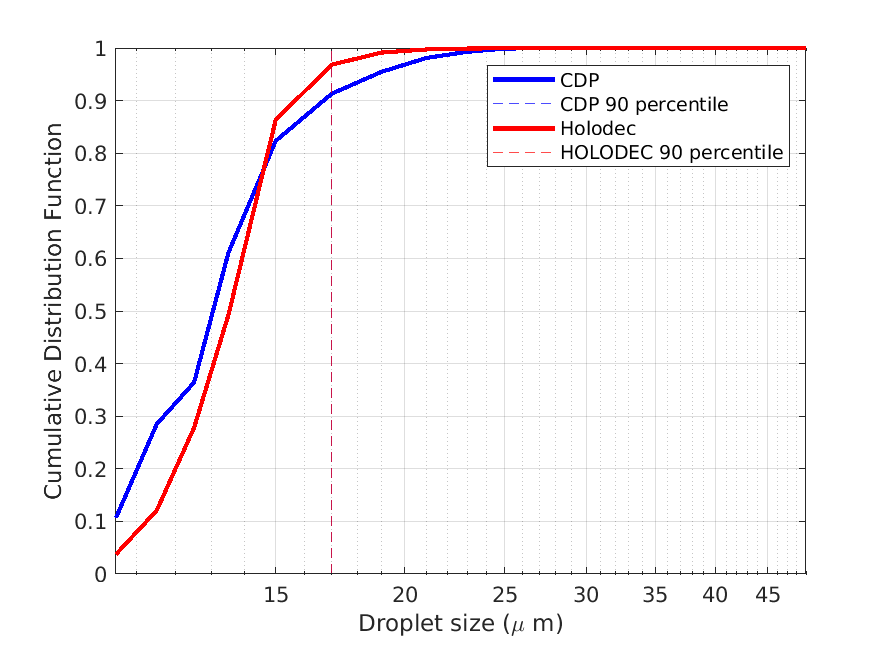 1
0.9
0.8
0.7
0.6
0.5
0.4
0.3
0.2
0.1
0
Cumulative Distribution Function
CDP
CDP 90 percentile
Holodec
HOLODEC 90 percentile
15 20 25 30 35 40 45
Droplet size (μ m)